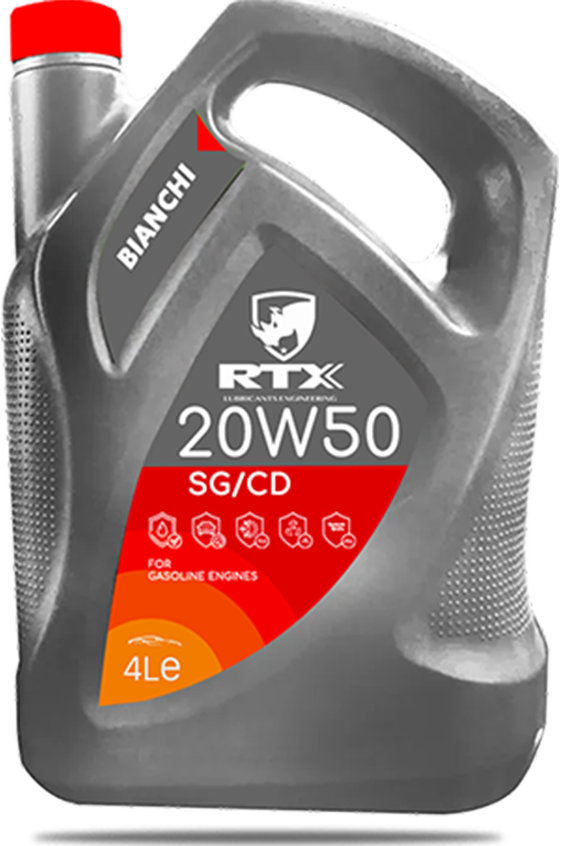 BIANCHI
RTX
LUBRICANTS ENGINEERING
20W50
SG/CD
FOR
GASOLINE ENGINES
4Le